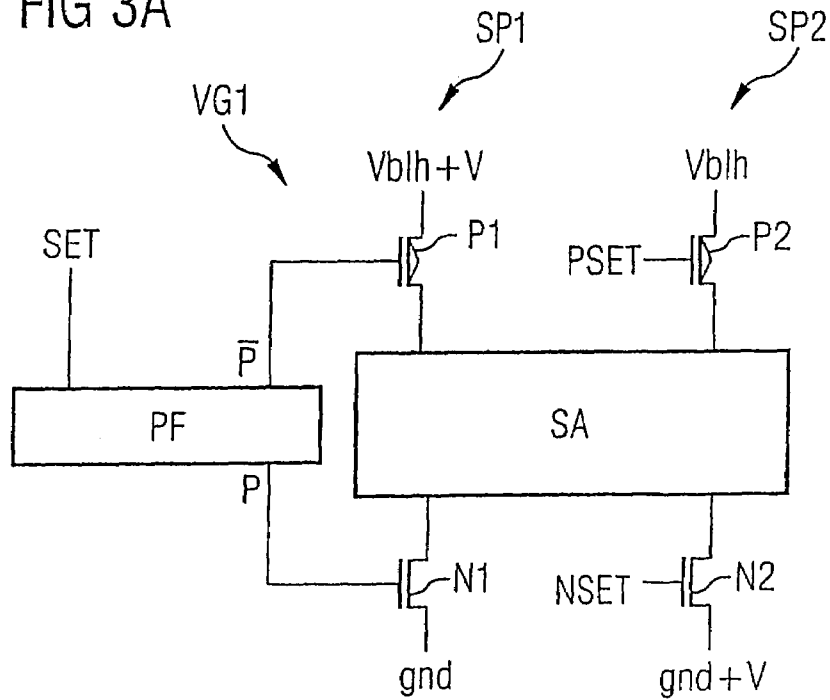 FIG 3A
SP1
SP2
VG1
Vblh+V
Vblh
SET
P1
PSET
P2
P̅
PF
SA
P
N1
NSET
N2
gnd
gnd+V